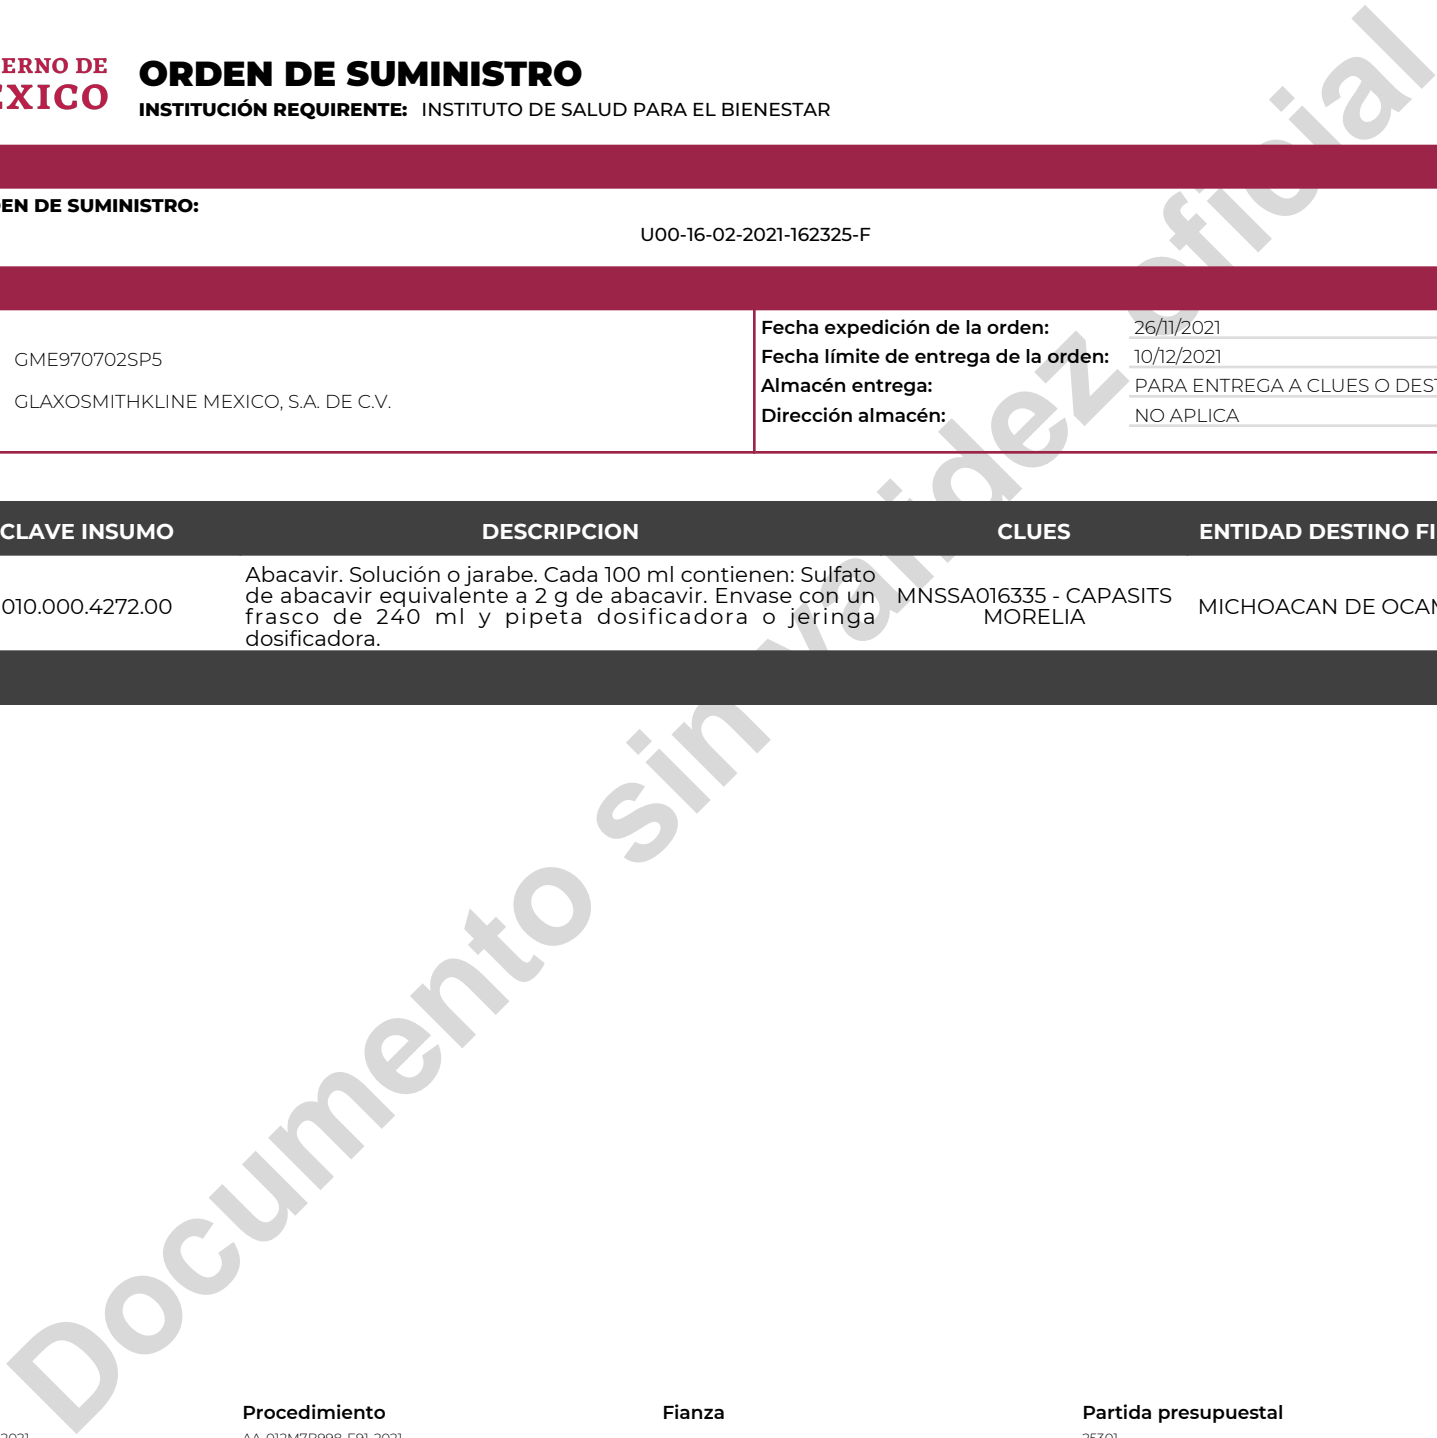 ERNO DE
EXICO
ORDEN DE SUMINISTRO
INSTITUCIÓN REQUIRENTE: INSTITUTO DE SALUD PARA EL BIENESTAR
EN DE SUMINISTRO:
U00-16-02-2021-162325-F
GME970702SP5
GLAXOSMITHKLINE MEXICO, S.A. DE C.V.
Fecha expedición de la orden: 26/11/2021
Fecha límite de entrega de la orden: 10/12/2021
Almacén entrega: PARA ENTREGA A CLUES O DEST
Dirección almacén: NO APLICA
CLAVE INSUMO DESCRIPCION CLUES ENTIDAD DESTINO FI
010.000.4272.00
Abacavir. Solución o jarabe. Cada 100 ml contienen: Sulfato
de abacavir equivalente a 2 g de abacavir. Envase con un
frasco de 240 ml y pipeta dosificadora o jeringa
dosificadora.
MNSSA016335 - CAPASITS
MORELIA
MICHOACAN DE OCAM
Documento sin validez oficial
Procedimiento Fianza Partida presupuestal